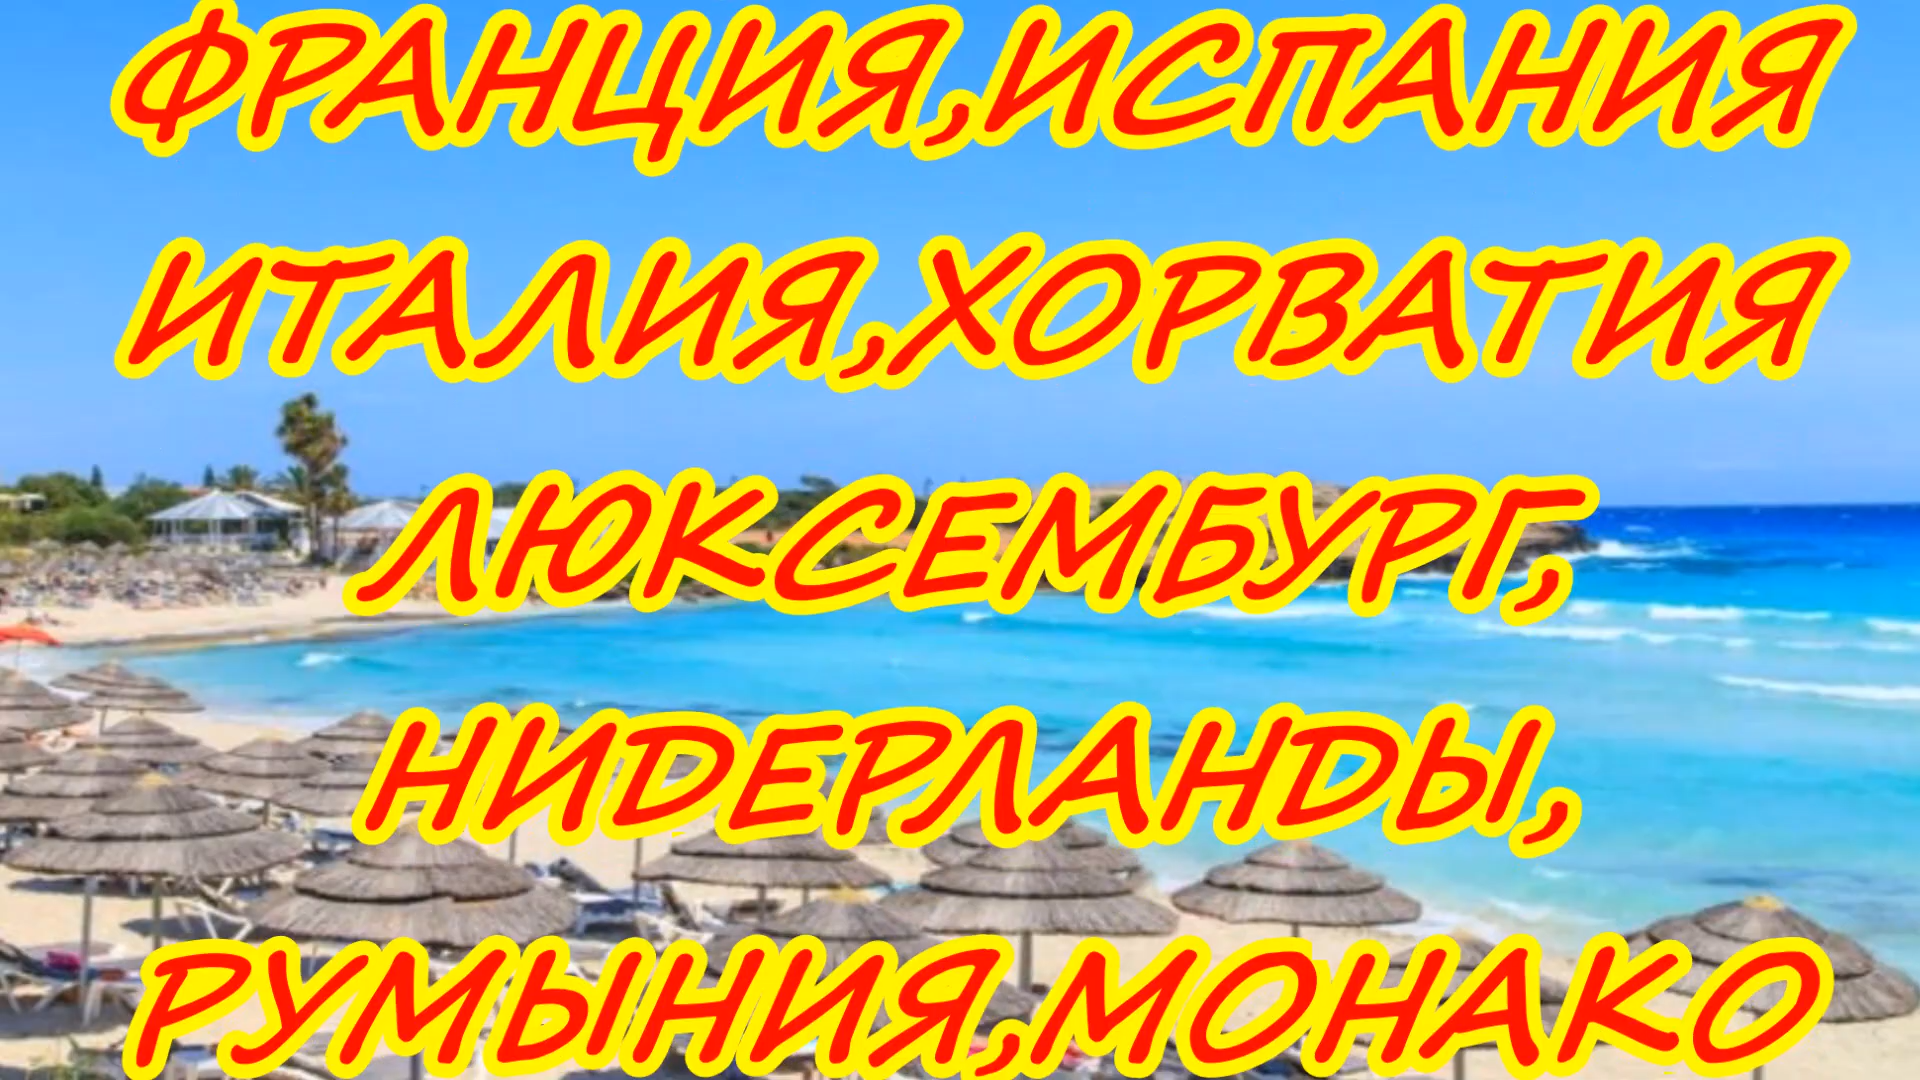 ФРАНЦИЯ,ИСПАНИЯ
ИТАЛИЯ,ХОРВАТИЯ
ЛЮКСЕМБУРГ,
НИДЕРЛАНДЫ,
РУМЫНИЯ,МОНАКО